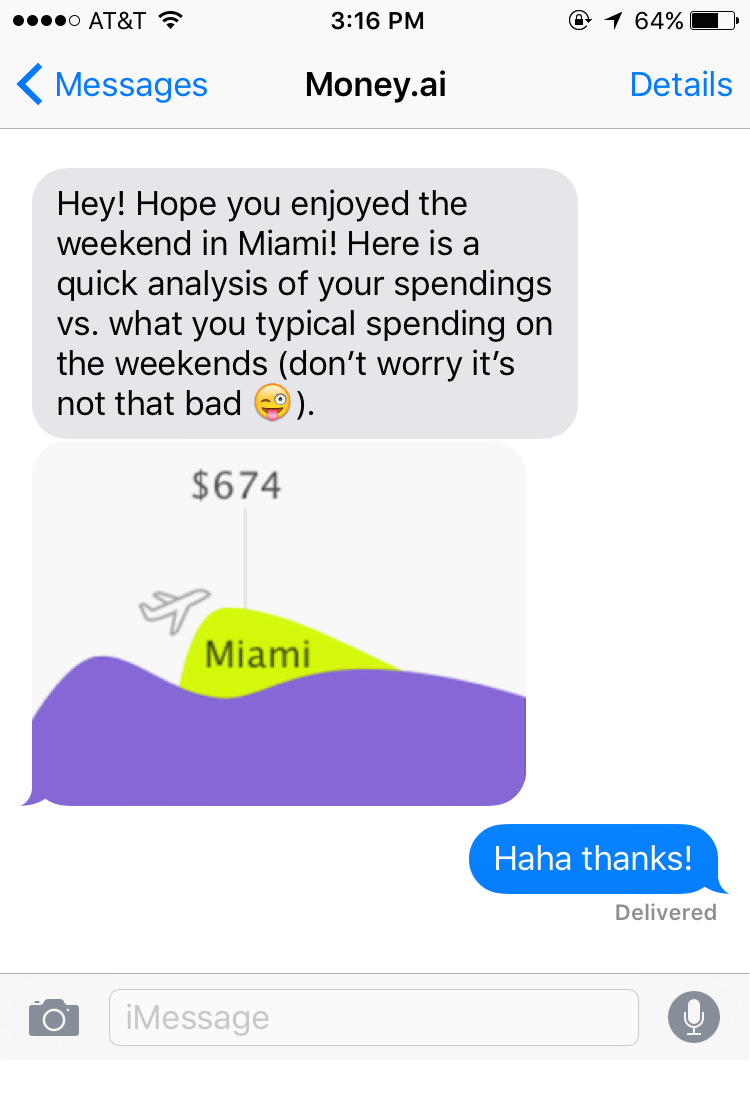 AT&T 3:16 PM 64%
Messages Money.ai Details
Hey! Hope you enjoyed the
weekend in Miami! Here is a
quick analysis of your spendings
vs. what you typical spending on
the weekends (don’t worry it’s
not that bad 😜).
$674
Miami
Haha thanks!
Delivered
iMessage